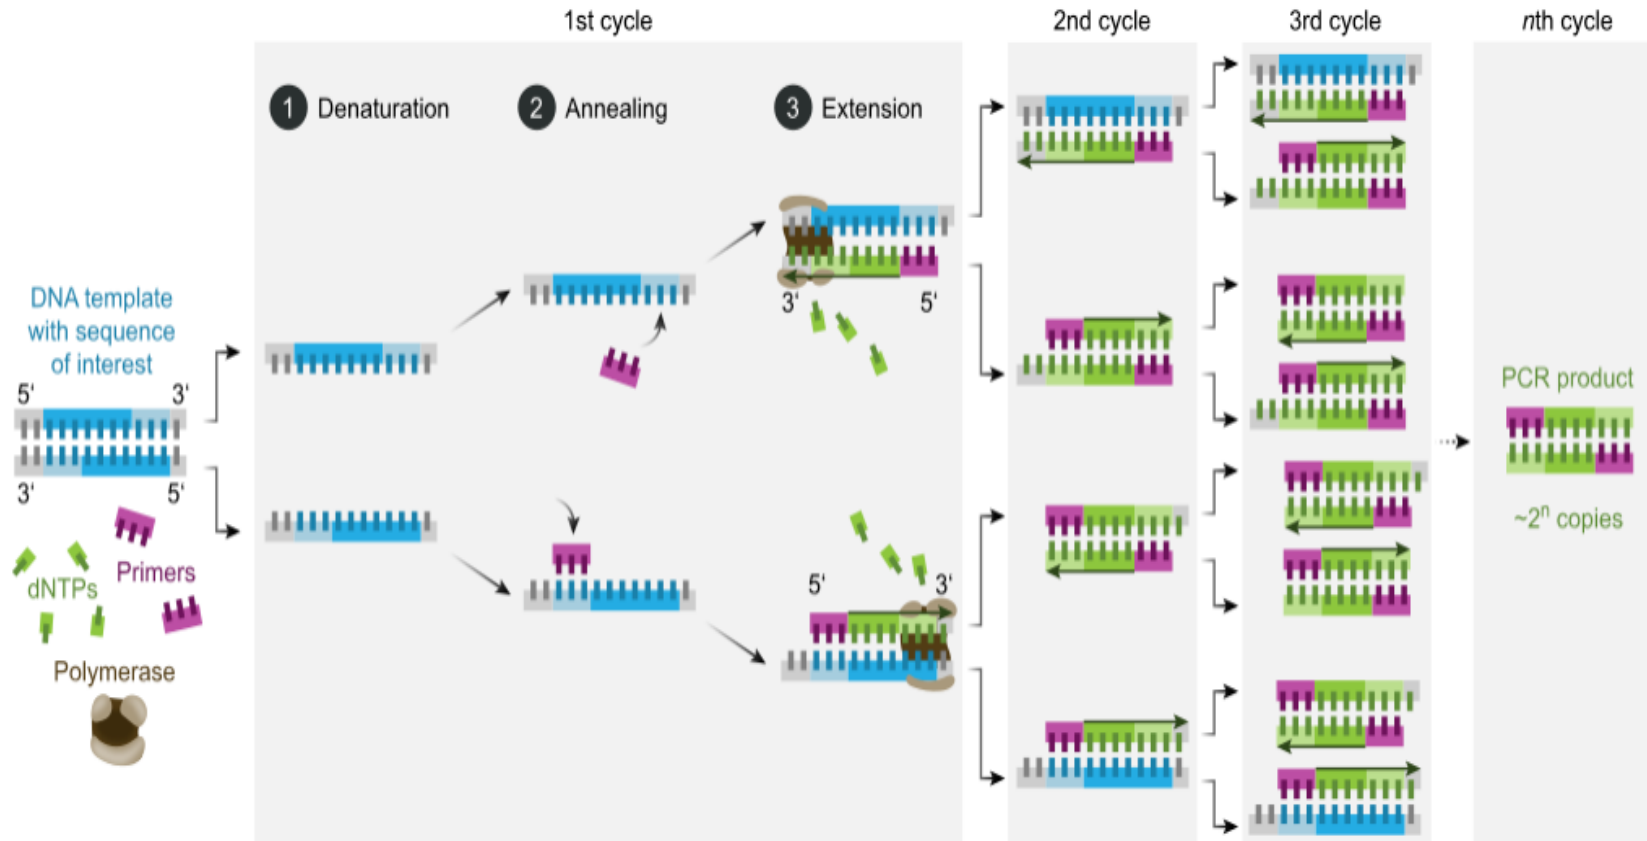 1st cycle
2nd cycle
3rd cycle
nth cycle
1 Denaturation
2 Annealing
3 Extension
DNA template
with sequence
of interest
5‘
3‘
3‘
5‘
Primers
dNTPs
Polymerase
3‘
5‘
5‘
3‘
PCR product
~2ⁿ copies